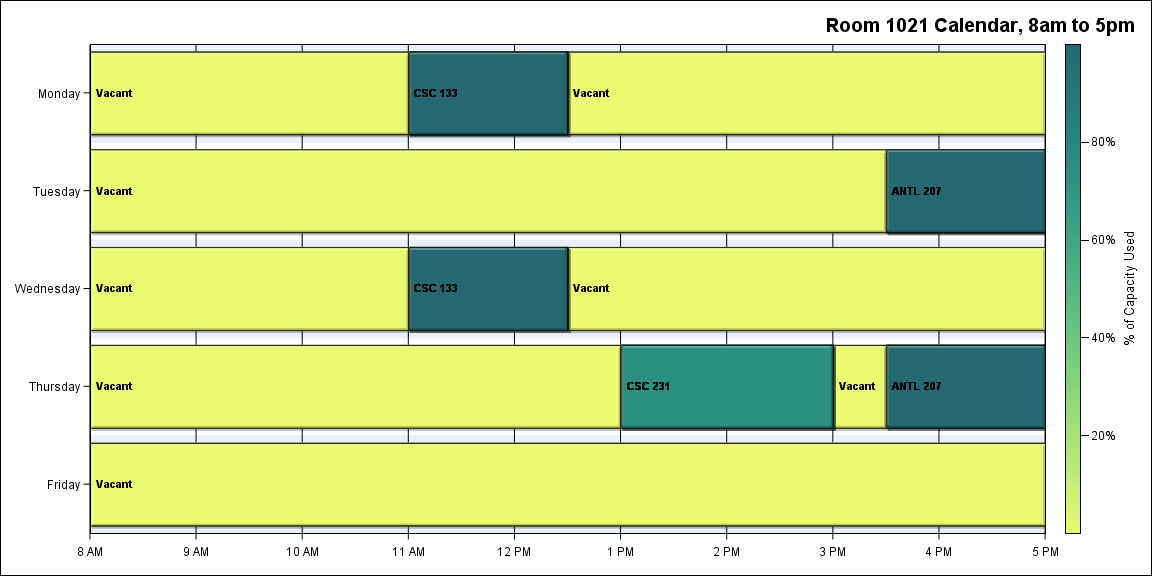 Room 1021 Calendar, 8am to 5pm
Monday
Vacant
CSC 133
Vacant
Tuesday
Vacant
ANTL 207
Wednesday
Vacant
CSC 133
Vacant
Thursday
Vacant
CSC 231
Vacant
ANTL 207
Friday
Vacant
8 AM 9 AM 10 AM 11 AM 12 PM 1 PM 2 PM 3 PM 4 PM 5 PM
80%
60%
40%
20%
% of Capacity Used